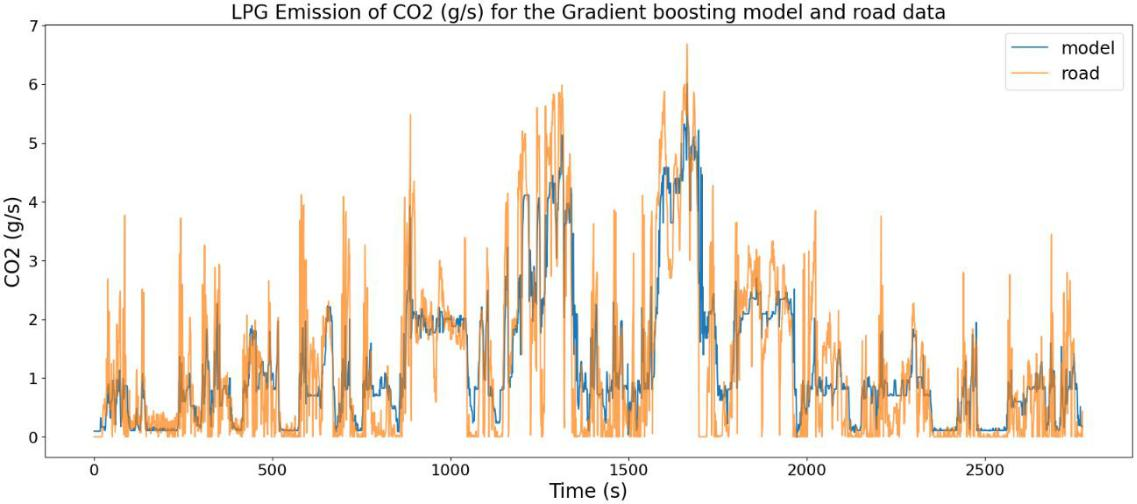 LPG Emission of CO2 (g/s) for the Gradient boosting model and road data
7
6
5
4
3
2
1
0
CO2 (g/s)
model
road
0 500 1000 1500 2000 2500
Time (s)